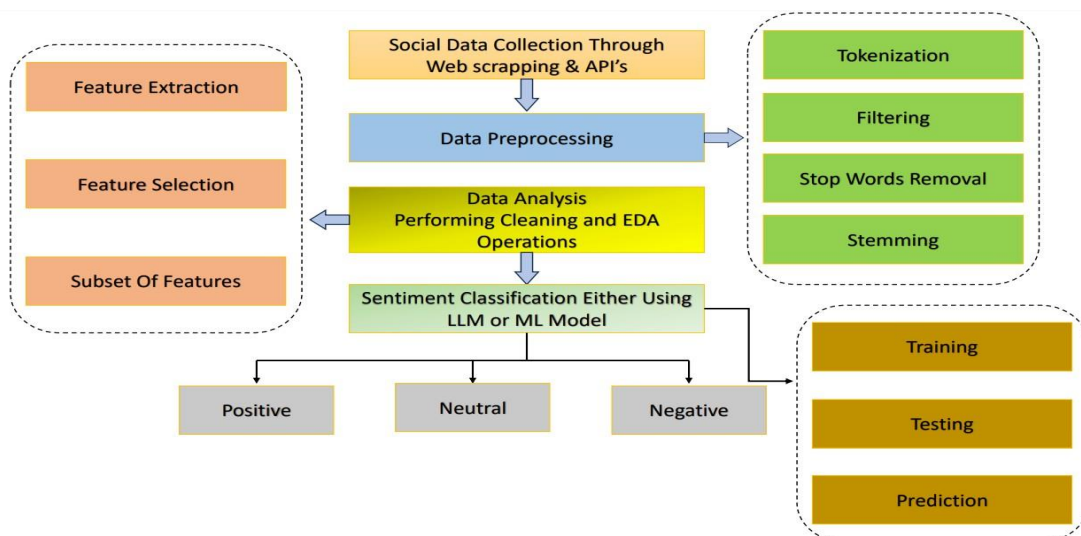 Social Data Collection Through
Web scrapping & API's
Data Preprocessing
Data Analysis
Performing Cleaning and EDA
Operations
Sentiment Classification Either Using
LLM or ML Model
Positive
Neutral
Negative
Feature Extraction
Feature Selection
Subset Of Features
Tokenization
Filtering
Stop Words Removal
Stemming
Training
Testing
Prediction